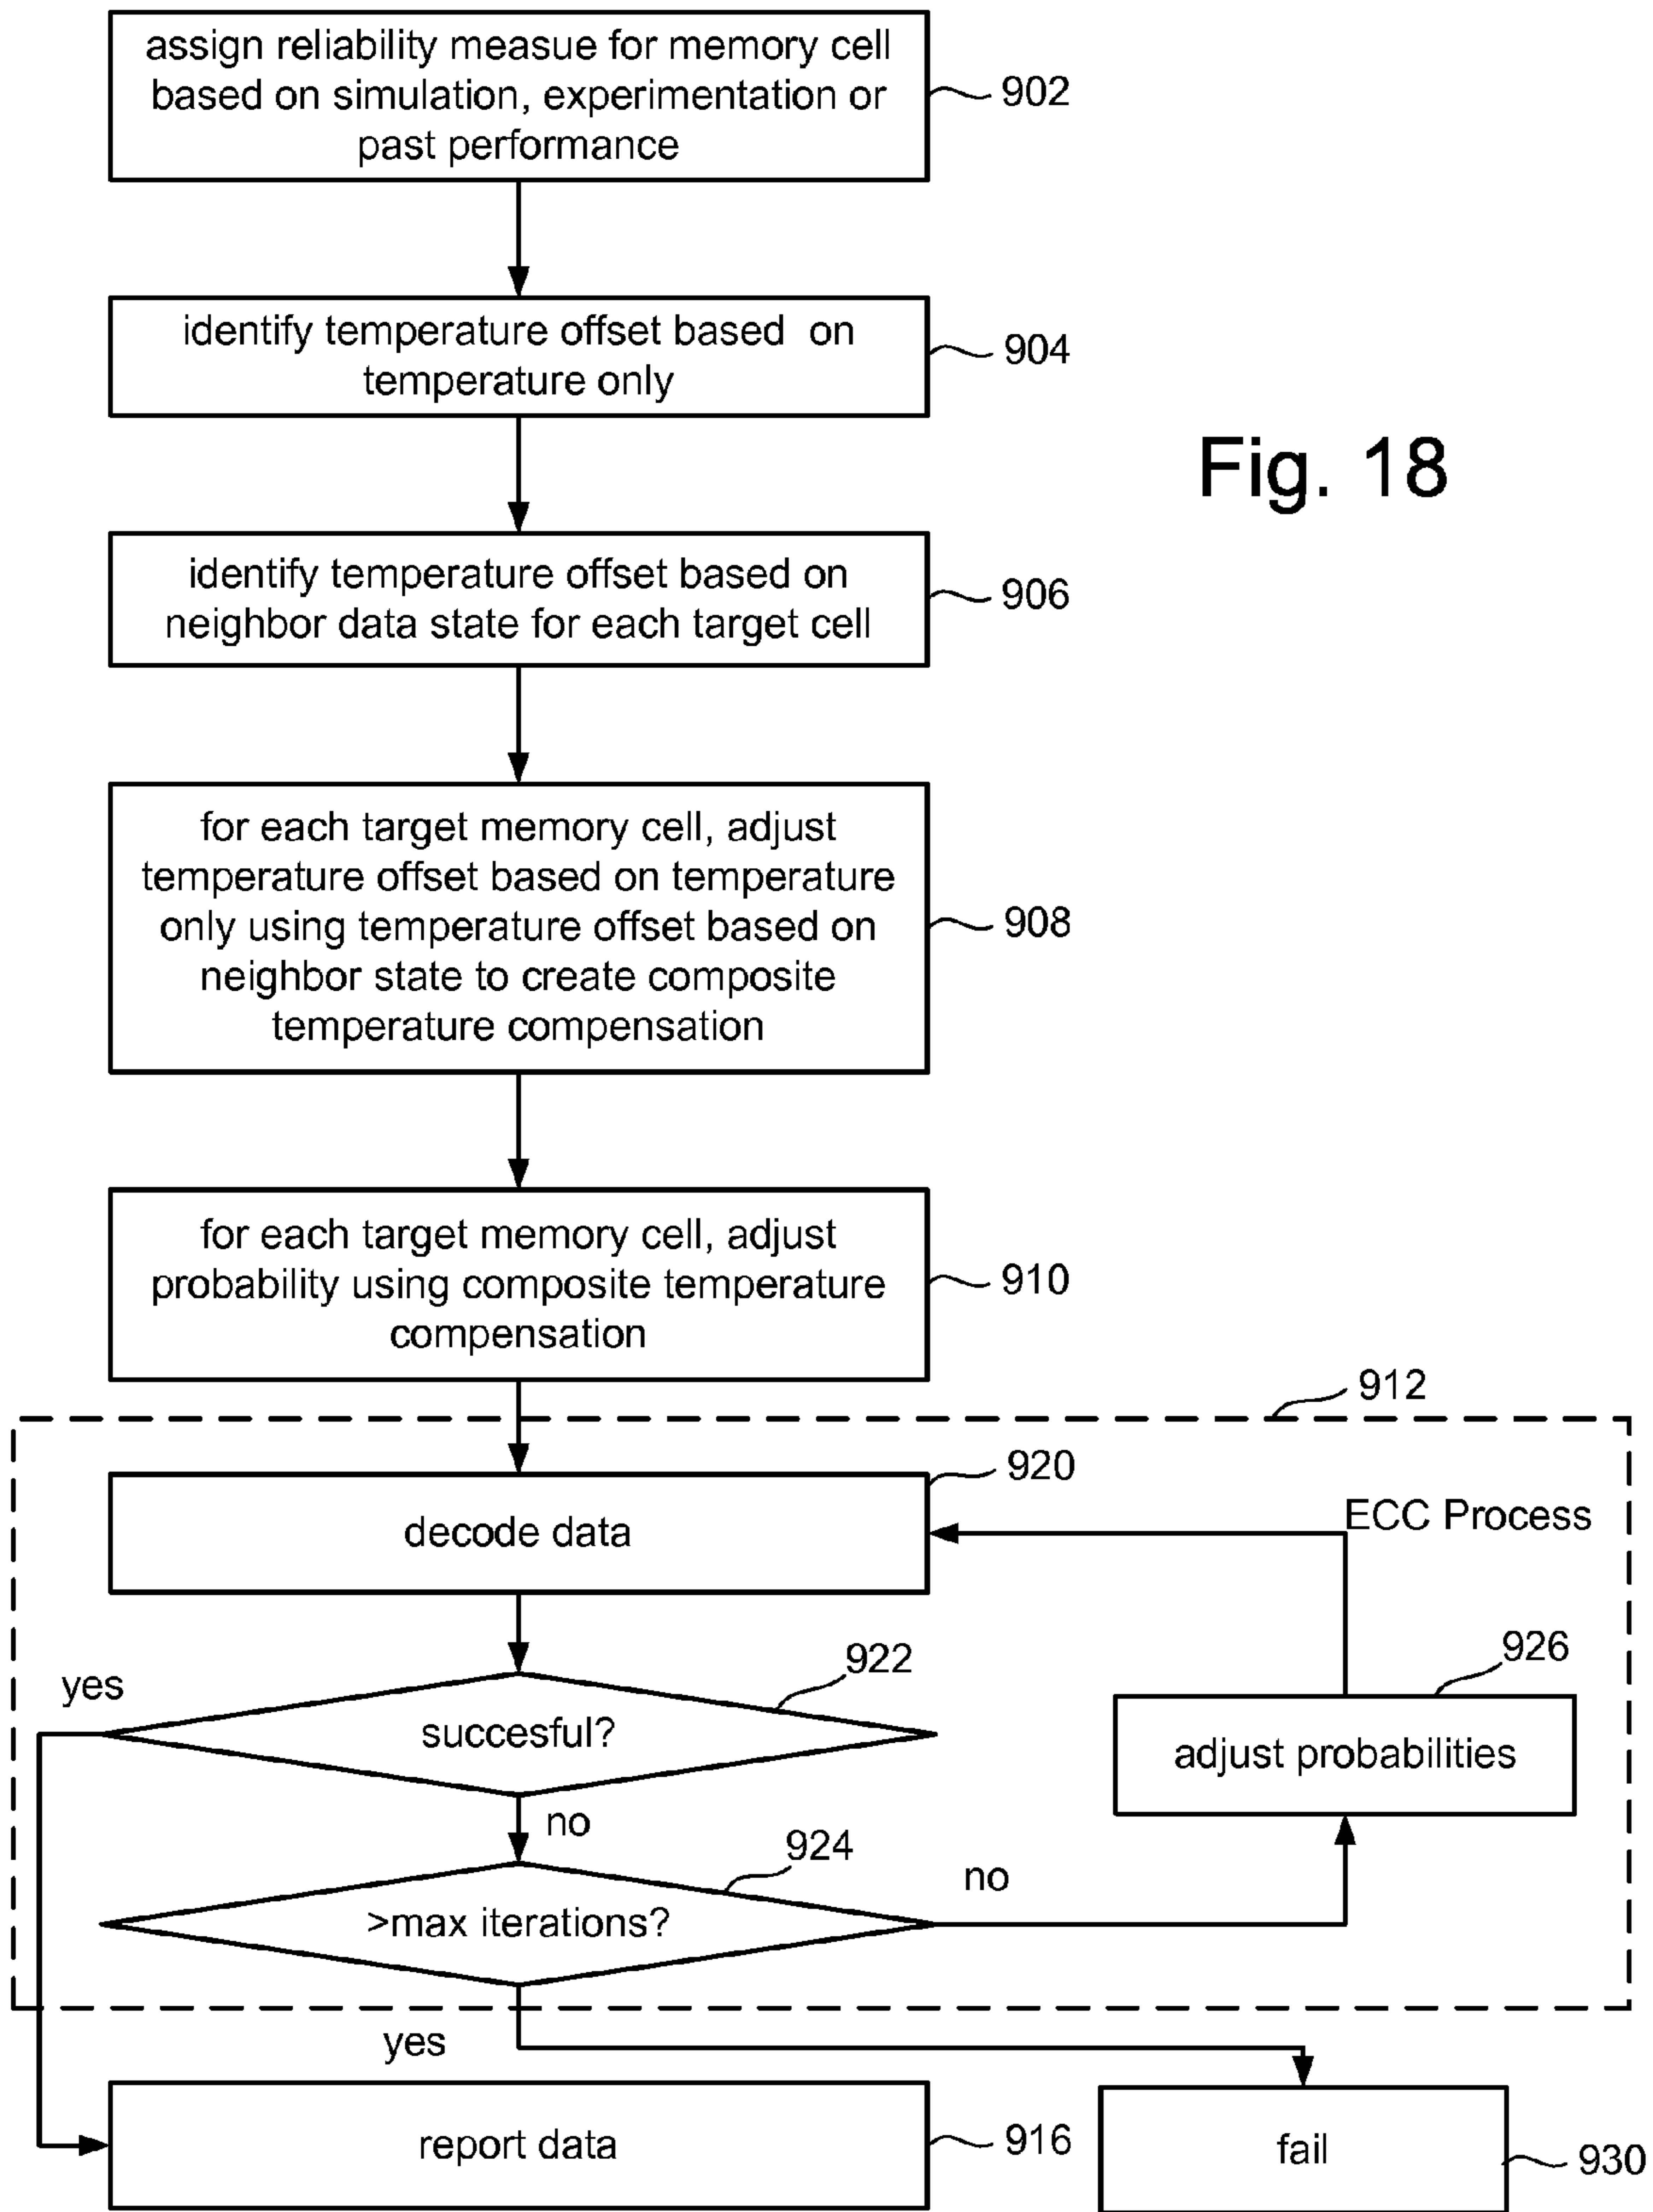 assign reliability measue for memory cell
based on simulation, experimentation or
past performance
902
identify temperature offset based on
temperature only
904
Fig. 18
identify temperature offset based on
neighbor data state for each target cell
906
for each target memory cell, adjust
temperature offset based on temperature
only using temperature offset based on
neighbor state to create composite
temperature compensation
908
for each target memory cell, adjust
probability using composite temperature
compensation
910
912
920
decode data
ECC Process
922
926
yes
succesful?
adjust probabilities
no
924
no
>max iterations?
yes
report data
916
fail
930